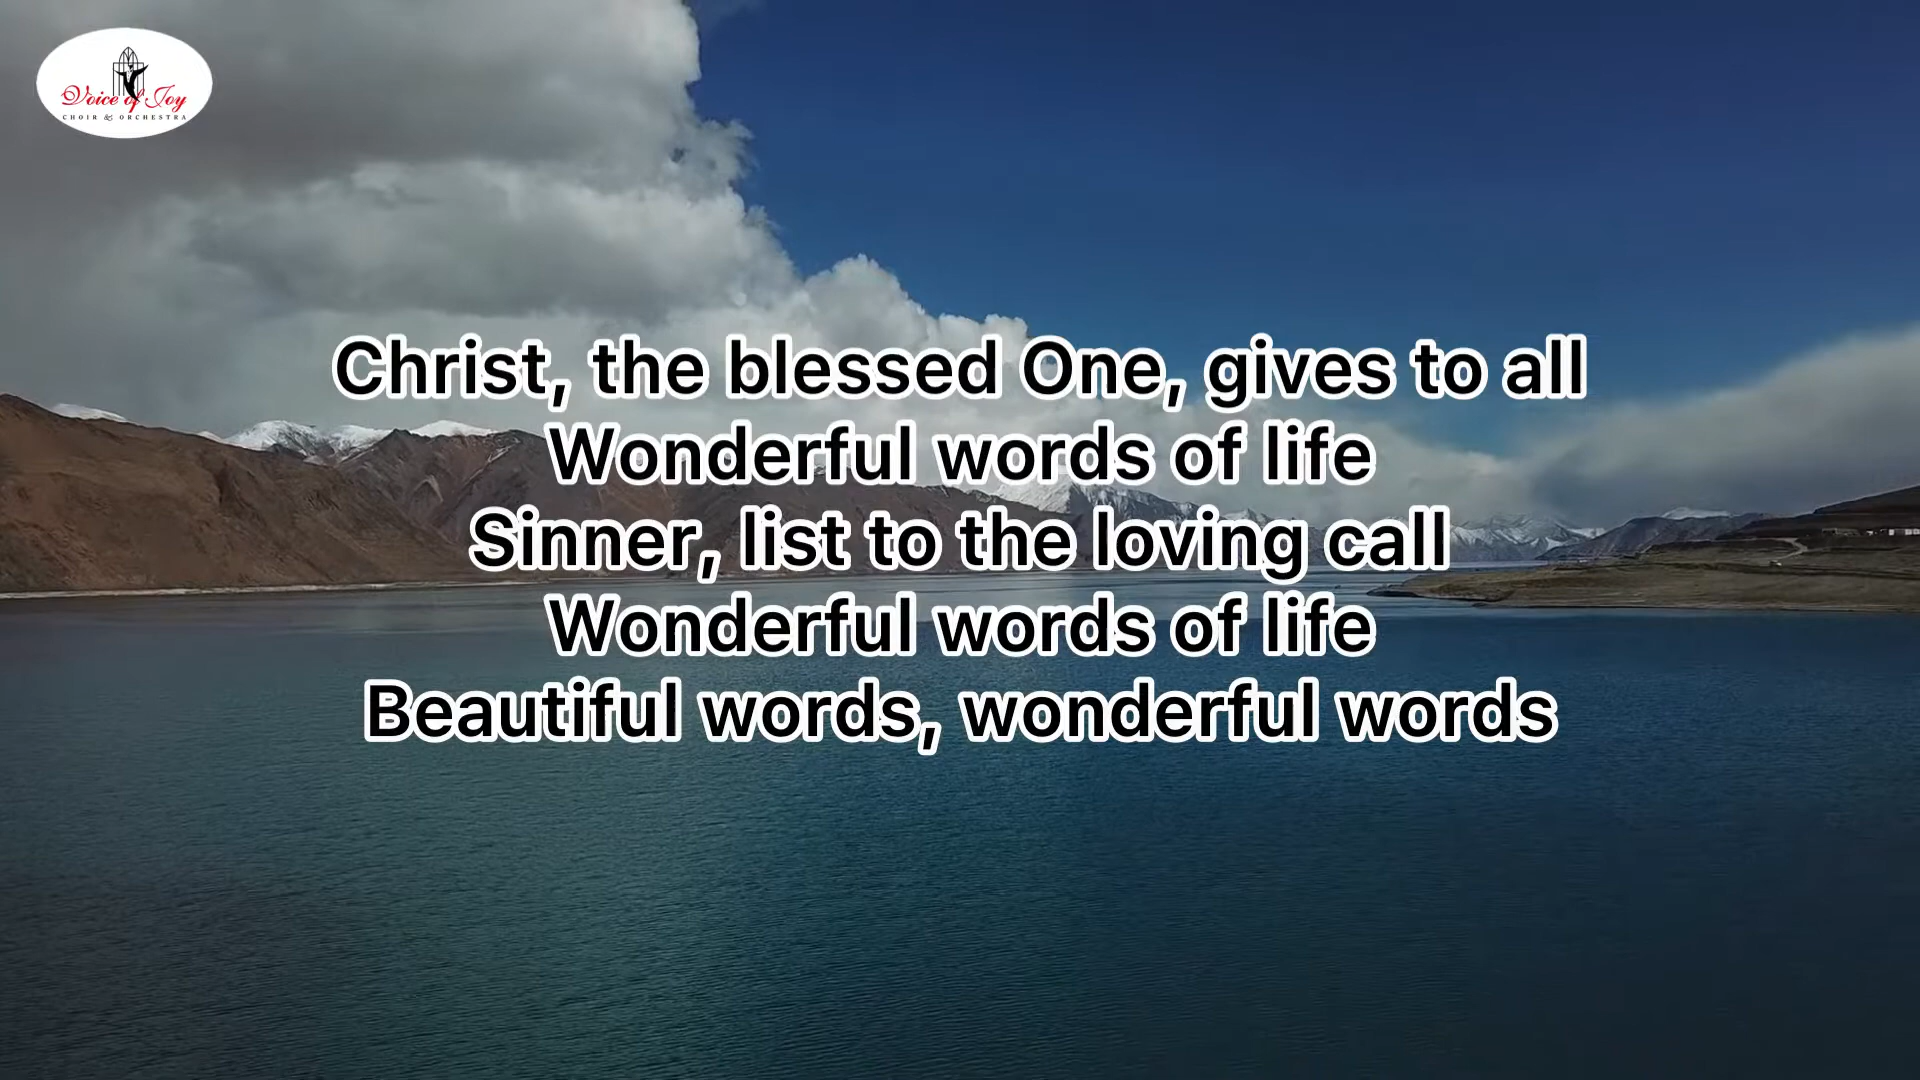 Voice of Joy
CHOIR & ORCHESTRA
Christ, the blessed One, gives to all
Wonderful words of life
Sinner, list to the loving call
Wonderful words of life
Beautiful words, wonderful words